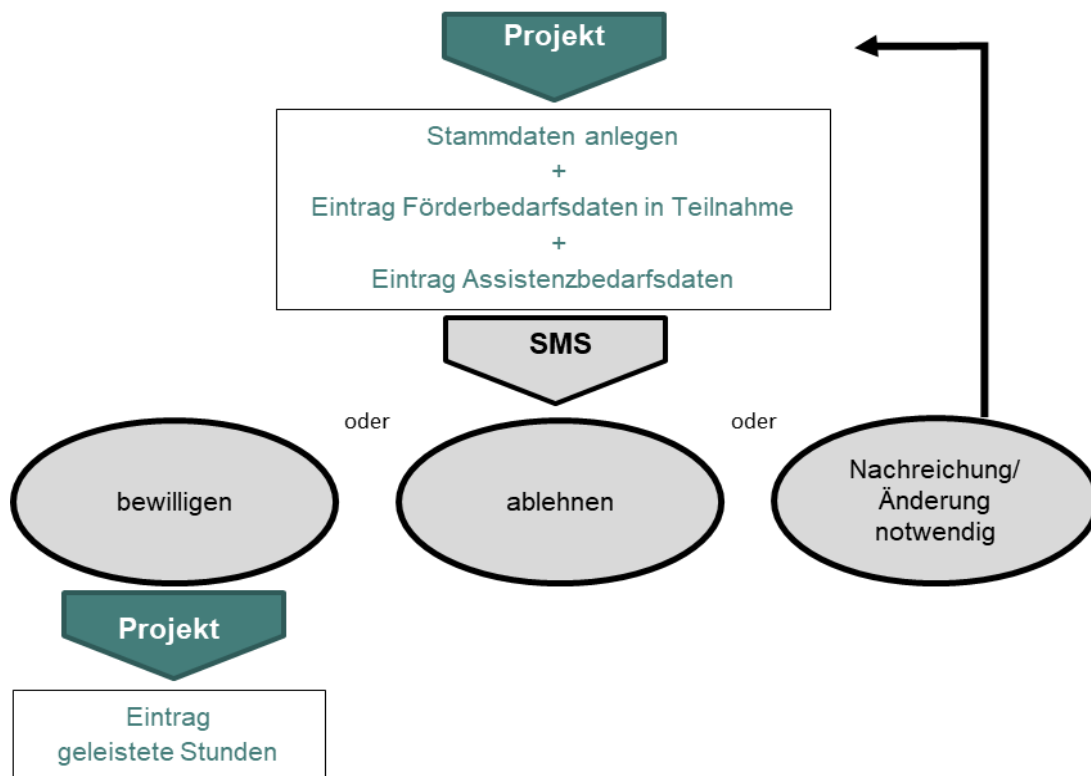 Projekt
Stammdaten anlegen
+
Eintrag Förderbedarfsdaten in Teilnahme
+
Eintrag Assistenzbedarfsdaten
SMS
oder
oder
bewilligen
ablehnen
Nachreichung/
Änderung
notwendig
Projekt
Eintrag
geleistete Stunden